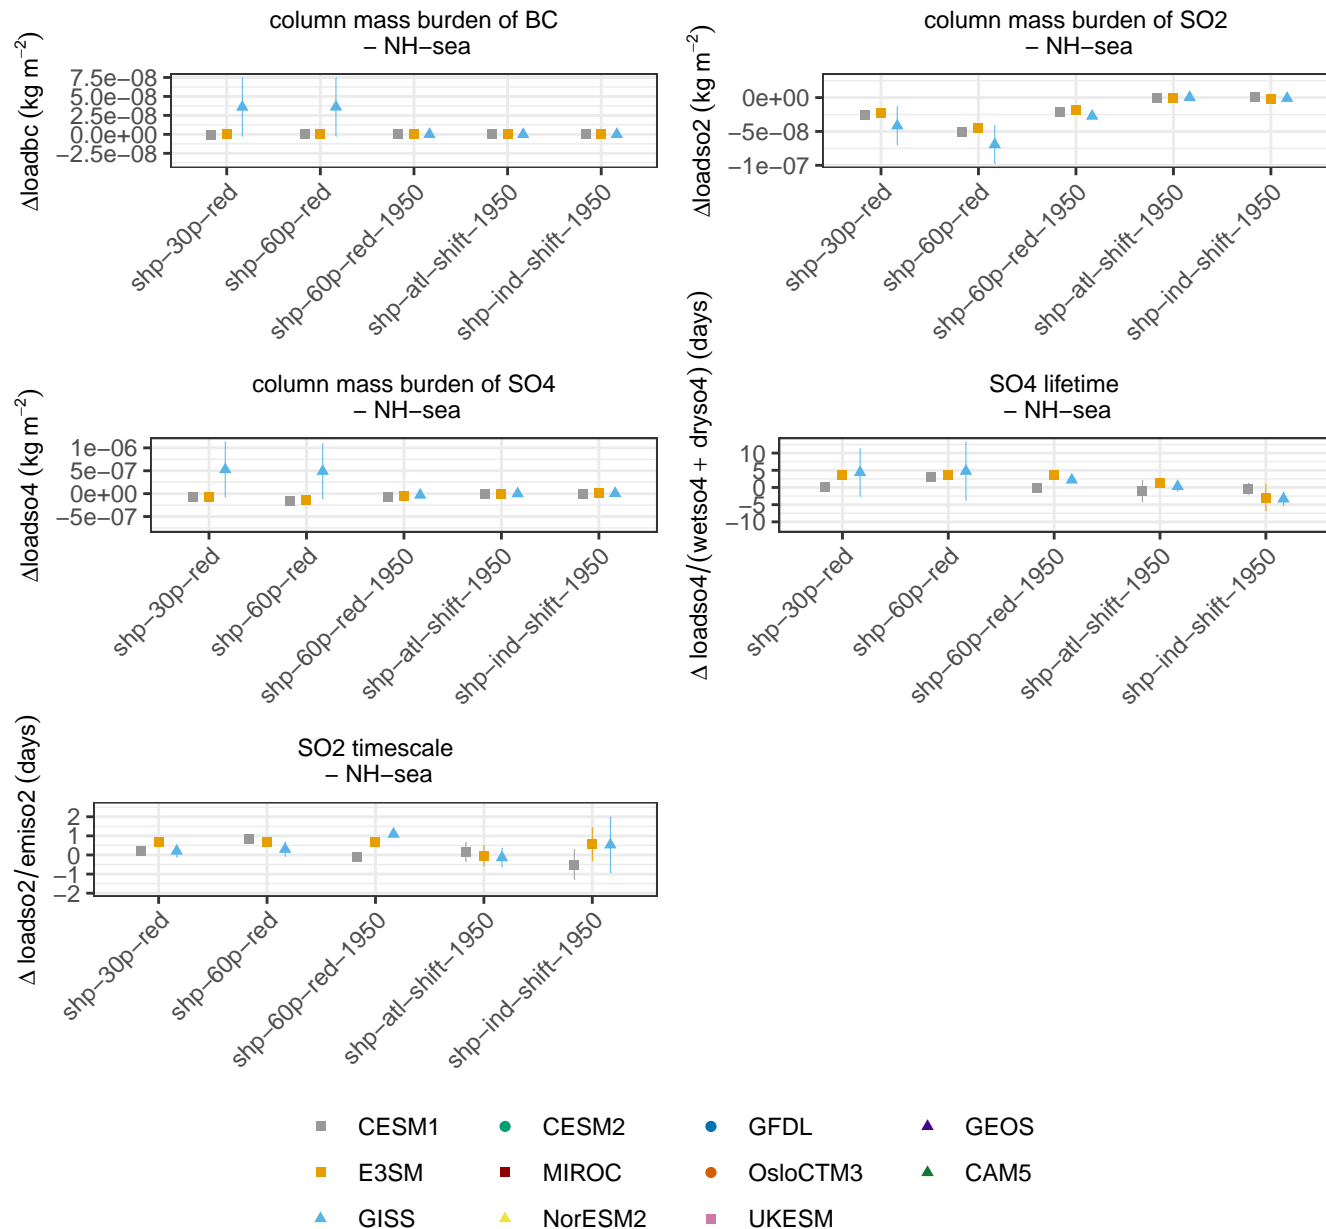 column mass burden of BC
− NH−sea
Δloadbc (kg m−2)
7.5e−08
5.0e−08
2.5e−08
0.0e+00
−2.5e−08
shp−30p−red
shp−60p−red
shp−60p−red−1950
shp−atl−shift−1950
shp−ind−shift−1950
column mass burden of SO2
− NH−sea
Δloadso2 (kg m−2)
0e+00
−5e−08
−1e−07
shp−30p−red
shp−60p−red
shp−60p−red−1950
shp−atl−shift−1950
shp−ind−shift−1950
column mass burden of SO4
− NH−sea
Δloadso4 (kg m−2)
1e−06
5e−07
0e+00
−5e−07
shp−30p−red
shp−60p−red
shp−60p−red−1950
shp−atl−shift−1950
shp−ind−shift−1950
SO4 lifetime
− NH−sea
Δ loadso4/(wetso4 + dryso4) (days)
10
5
0
−5
−10
shp−30p−red
shp−60p−red
shp−60p−red−1950
shp−atl−shift−1950
shp−ind−shift−1950
SO2 timescale
− NH−sea
Δ loadso2/emiso2 (days)
2
1
0
−1
−2
shp−30p−red
shp−60p−red
shp−60p−red−1950
shp−atl−shift−1950
shp−ind−shift−1950
CESM1 CESM2 GFDL GEOS
E3SM MIROC OsloCTM3 CAM5
GISS NorESM2 UKESM